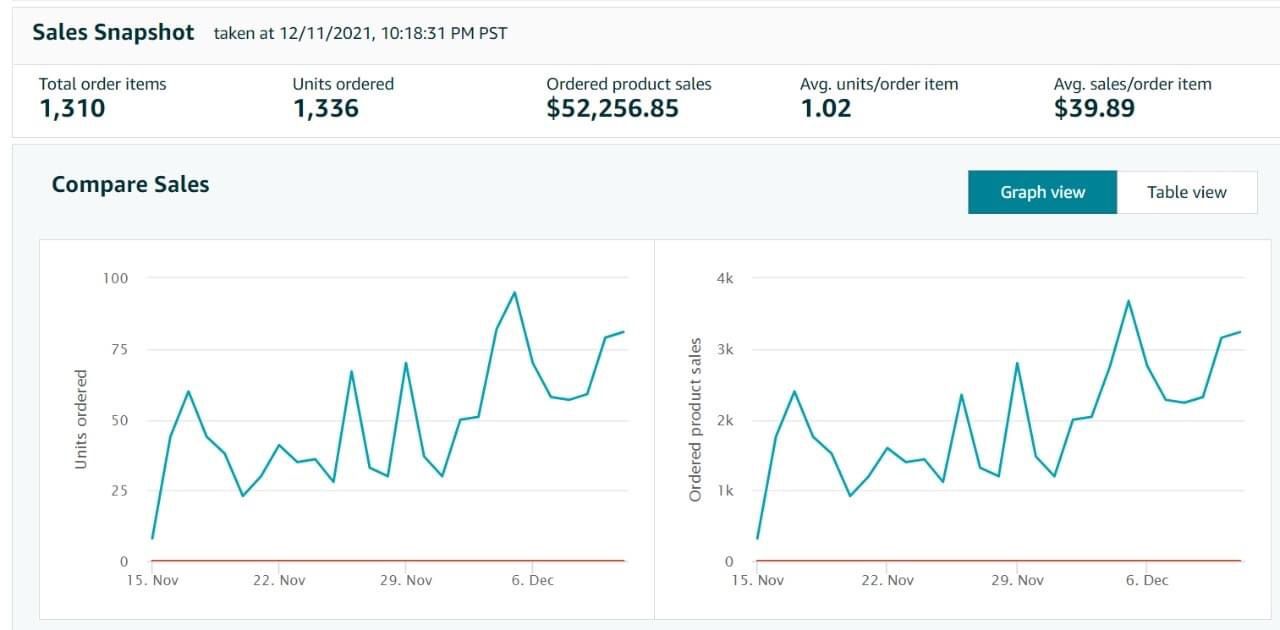 Sales Snapshot taken at 12/11/2021, 10:18:31 PM PST
Total order items Units ordered Ordered product sales Avg. units/order item Avg. sales/order item
1,310 1,336 $52,256.85 1.02 $39.89
Compare Sales
Graph view Table view
Units ordered
100
75
50
25
0
15. Nov 22. Nov 29. Nov 6. Dec
Ordered product sales
4k
3k
2k
1k
0
15. Nov 22. Nov 29. Nov 6. Dec